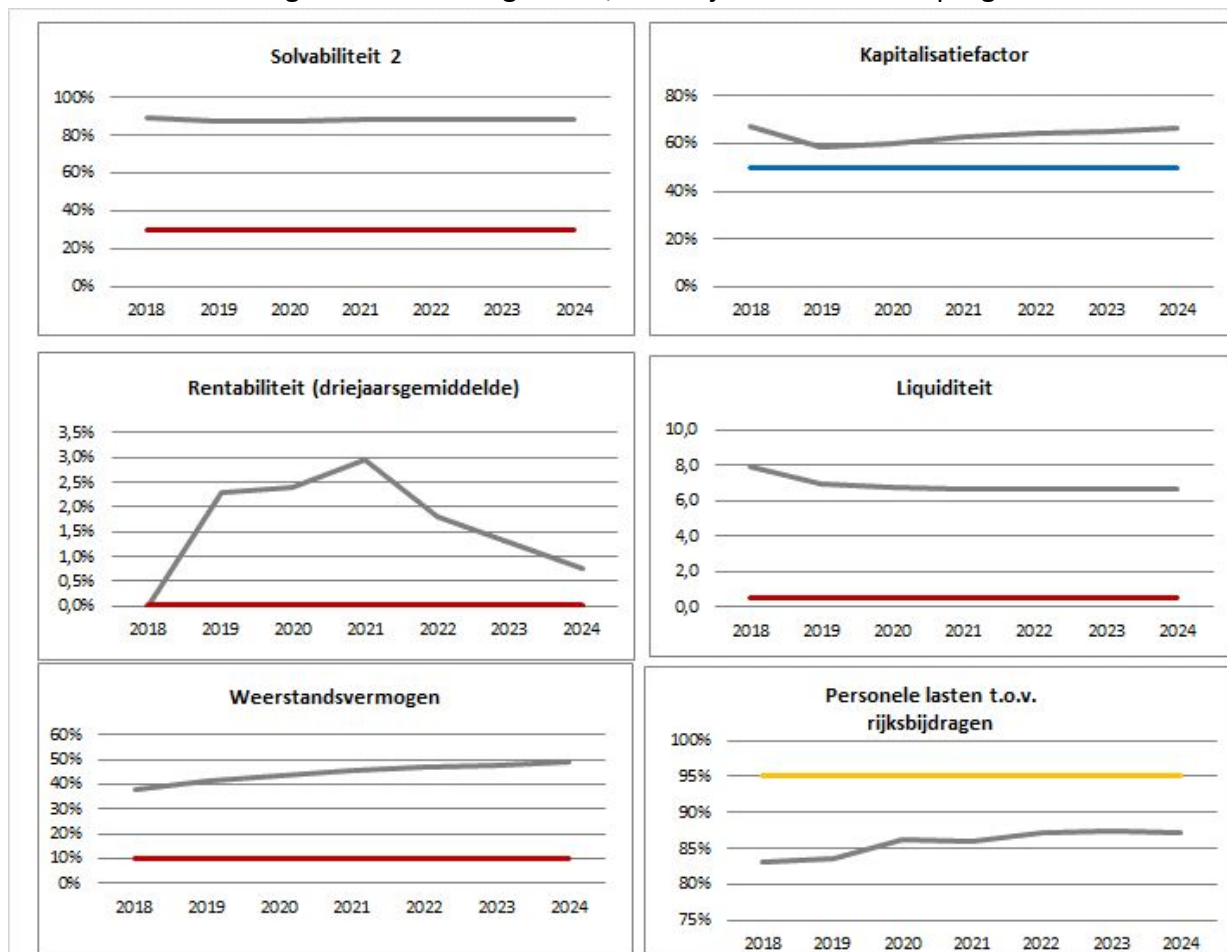 Solvabiliteit 2
100%
80%
60%
40%
20%
0%
2018 2019 2020 2021 2022 2023 2024
Kapitalisatiefactor
80%
60%
40%
20%
0%
2018 2019 2020 2021 2022 2023 2024
Rentabiliteit (driejaarsgemiddelde)
3,5%
3,0%
2,5%
2,0%
1,5%
1,0%
0,5%
0,0%
2018 2019 2020 2021 2022 2023 2024
Liquiditeit
10,0
8,0
6,0
4,0
2,0
0,0
2018 2019 2020 2021 2022 2023 2024
Weerstandsvermogen
60%
50%
40%
30%
20%
10%
0%
2018 2019 2020 2021 2022 2023 2024
Personele lasten t.o.v.
rijksbijdragen
100%
95%
90%
85%
80%
75%
2018 2019 2020 2021 2022 2023 2024